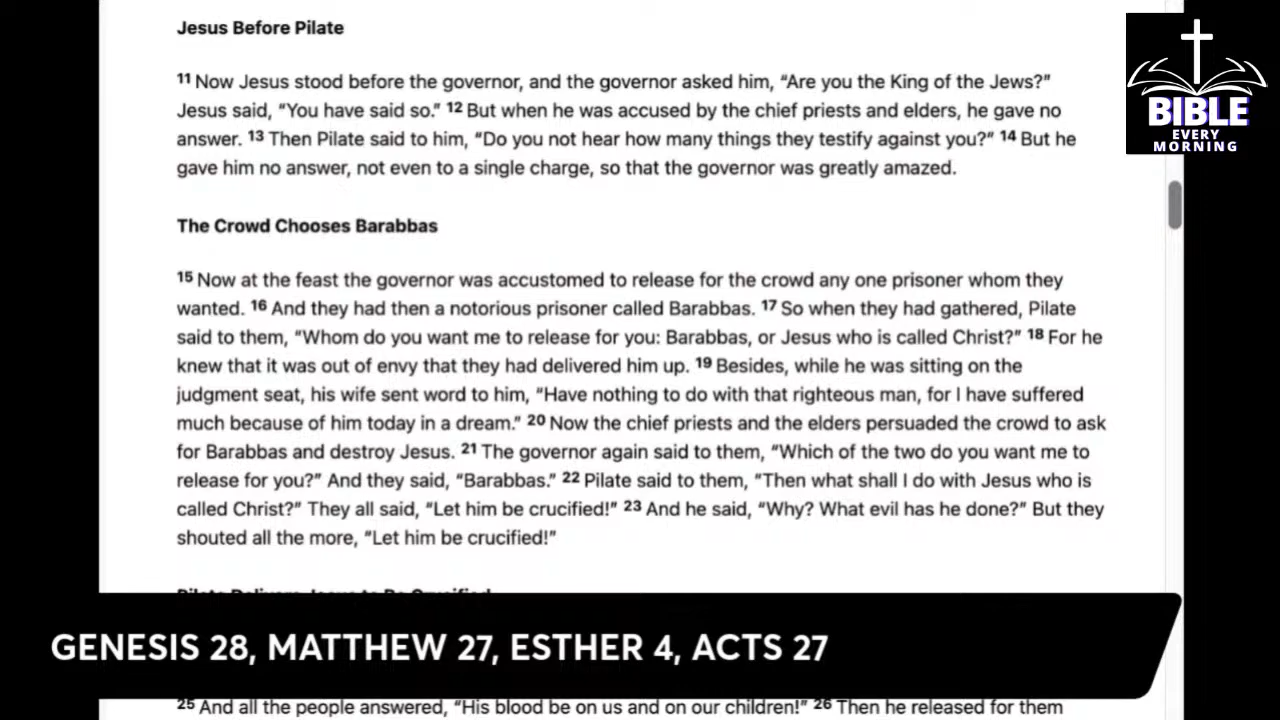 Jesus Before Pilate
¹¹ Now Jesus stood before the governor, and the governor asked him, “Are you the King of the Jews?”
Jesus said, “You have said so.” ¹² But when he was accused by the chief priests and elders, he gave no
answer. ¹³ Then Pilate said to him, “Do you not hear how many things they testify against you?” ¹⁴ But he
gave him no answer, not even to a single charge, so that the governor was greatly amazed.
The Crowd Chooses Barabbas
¹⁵ Now at the feast the governor was accustomed to release for the crowd any one prisoner whom they
wanted. ¹⁶ And they had then a notorious prisoner called Barabbas. ¹⁷ So when they had gathered, Pilate
said to them, “Whom do you want me to release for you: Barabbas, or Jesus who is called Christ?” ¹⁸ For he
knew that it was out of envy that they had delivered him up. ¹⁹ Besides, while he was sitting on the
judgment seat, his wife sent word to him, “Have nothing to do with that righteous man, for I have suffered
much because of him today in a dream.” ²⁰ Now the chief priests and the elders persuaded the crowd to ask
for Barabbas and destroy Jesus. ²¹ The governor again said to them, “Which of the two do you want me to
release for you?” And they said, “Barabbas.” ²² Pilate said to them, “Then what shall I do with Jesus who is
called Christ?” They all said, “Let him be crucified!” ²³ And he said, “Why? What evil has he done?” But they
shouted all the more, “Let him be crucified!”
Pilate Delivers Jesus to Be Crucified
GENESIS 28, MATTHEW 27, ESTHER 4, ACTS 27
²⁵ And all the people answered, “His blood be on us and on our children!” ²⁶ Then he released for them
BIBLE
EVERY
MORNING